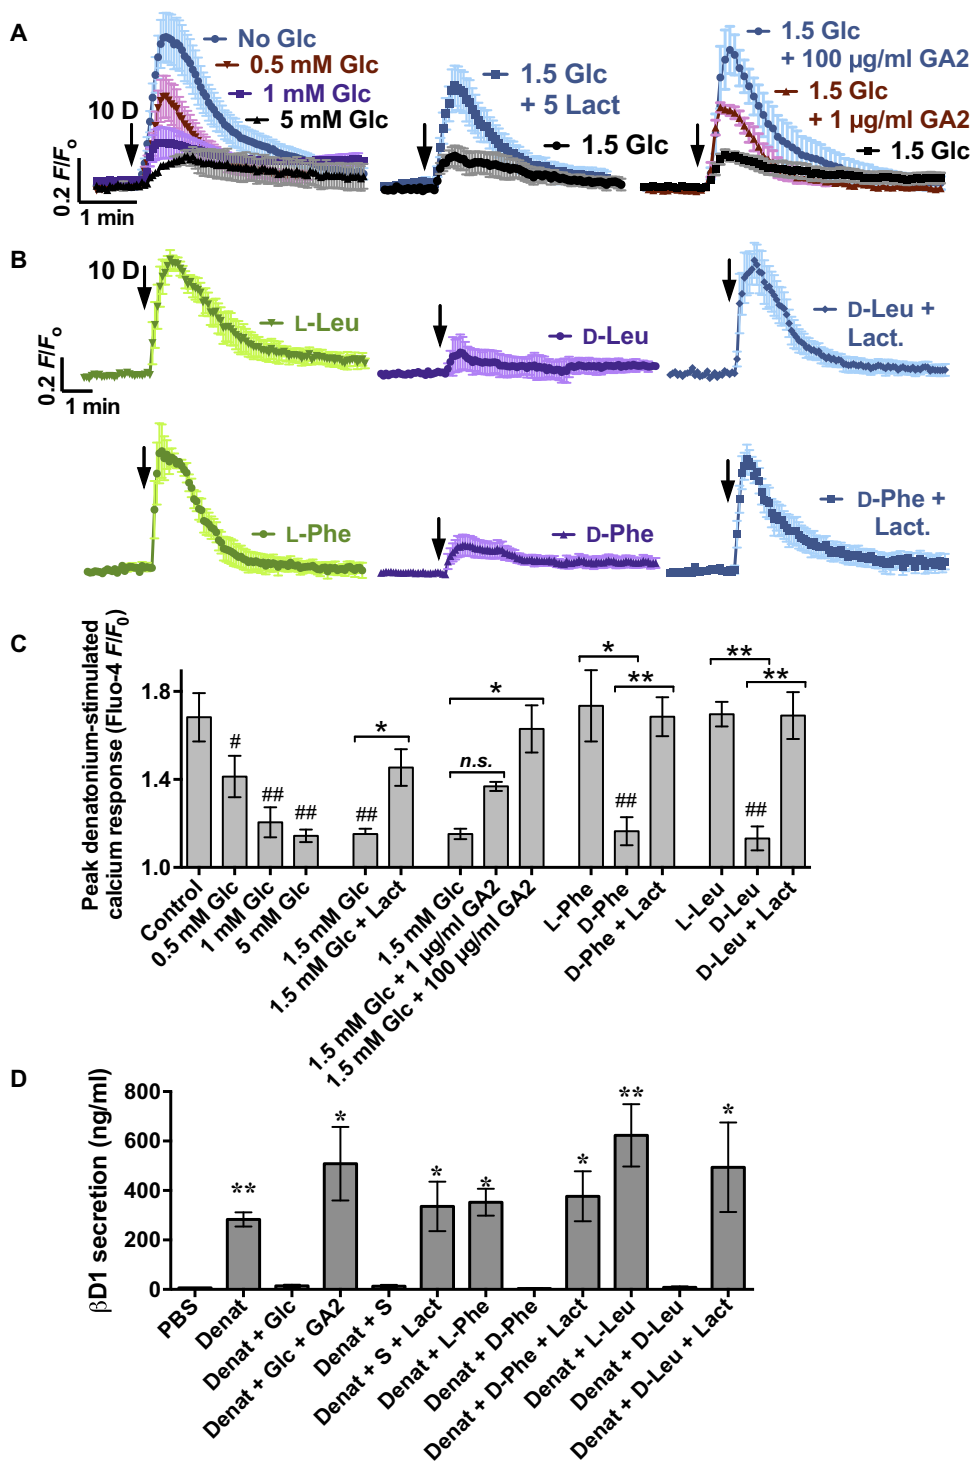 A
No Glc
0.5 mM Glc
1 mM Glc
5 mM Glc
10 D
0.2 F/Fo
1 min
1.5 Glc
+ 5 Lact
1.5 Glc
1.5 Glc
+ 100 µg/ml GA2
1.5 Glc
+ 1 µg/ml GA2
1.5 Glc
B
10 D
0.2 F/Fo
1 min
L-Leu
D-Leu
D-Leu +
Lact.
L-Phe
D-Phe
D-Phe +
Lact.
C
Peak denatonium-stimulated
calcium response (Fluo-4 F/F0)
1.8
1.4
1.0
#
##
##
##
*
n.s.
*
*
##
**
**
##
**
Control
0.5 mM Glc
1 mM Glc
5 mM Glc
1.5 mM Glc
1.5 mM Glc + Lact
1.5 mM Glc
1.5 mM Glc + 1 µg/ml GA2
1.5 mM Glc + 100 µg/ml GA2
L-Phe
D-Phe
D-Phe + Lact
L-Leu
D-Leu
D-Leu + Lact
D
βD1 secretion (ng/ml)
800
600
400
200
0
**
*
*
*
*
**
*
PBS
Denat
Denat + Glc
Denat + Glc + GA2
Denat + S
Denat + S + Lact
Denat + L-Phe
Denat + D-Phe
Denat + D-Phe + Lact
Denat + L-Leu
Denat + D-Leu
Denat + D-Leu + Lact